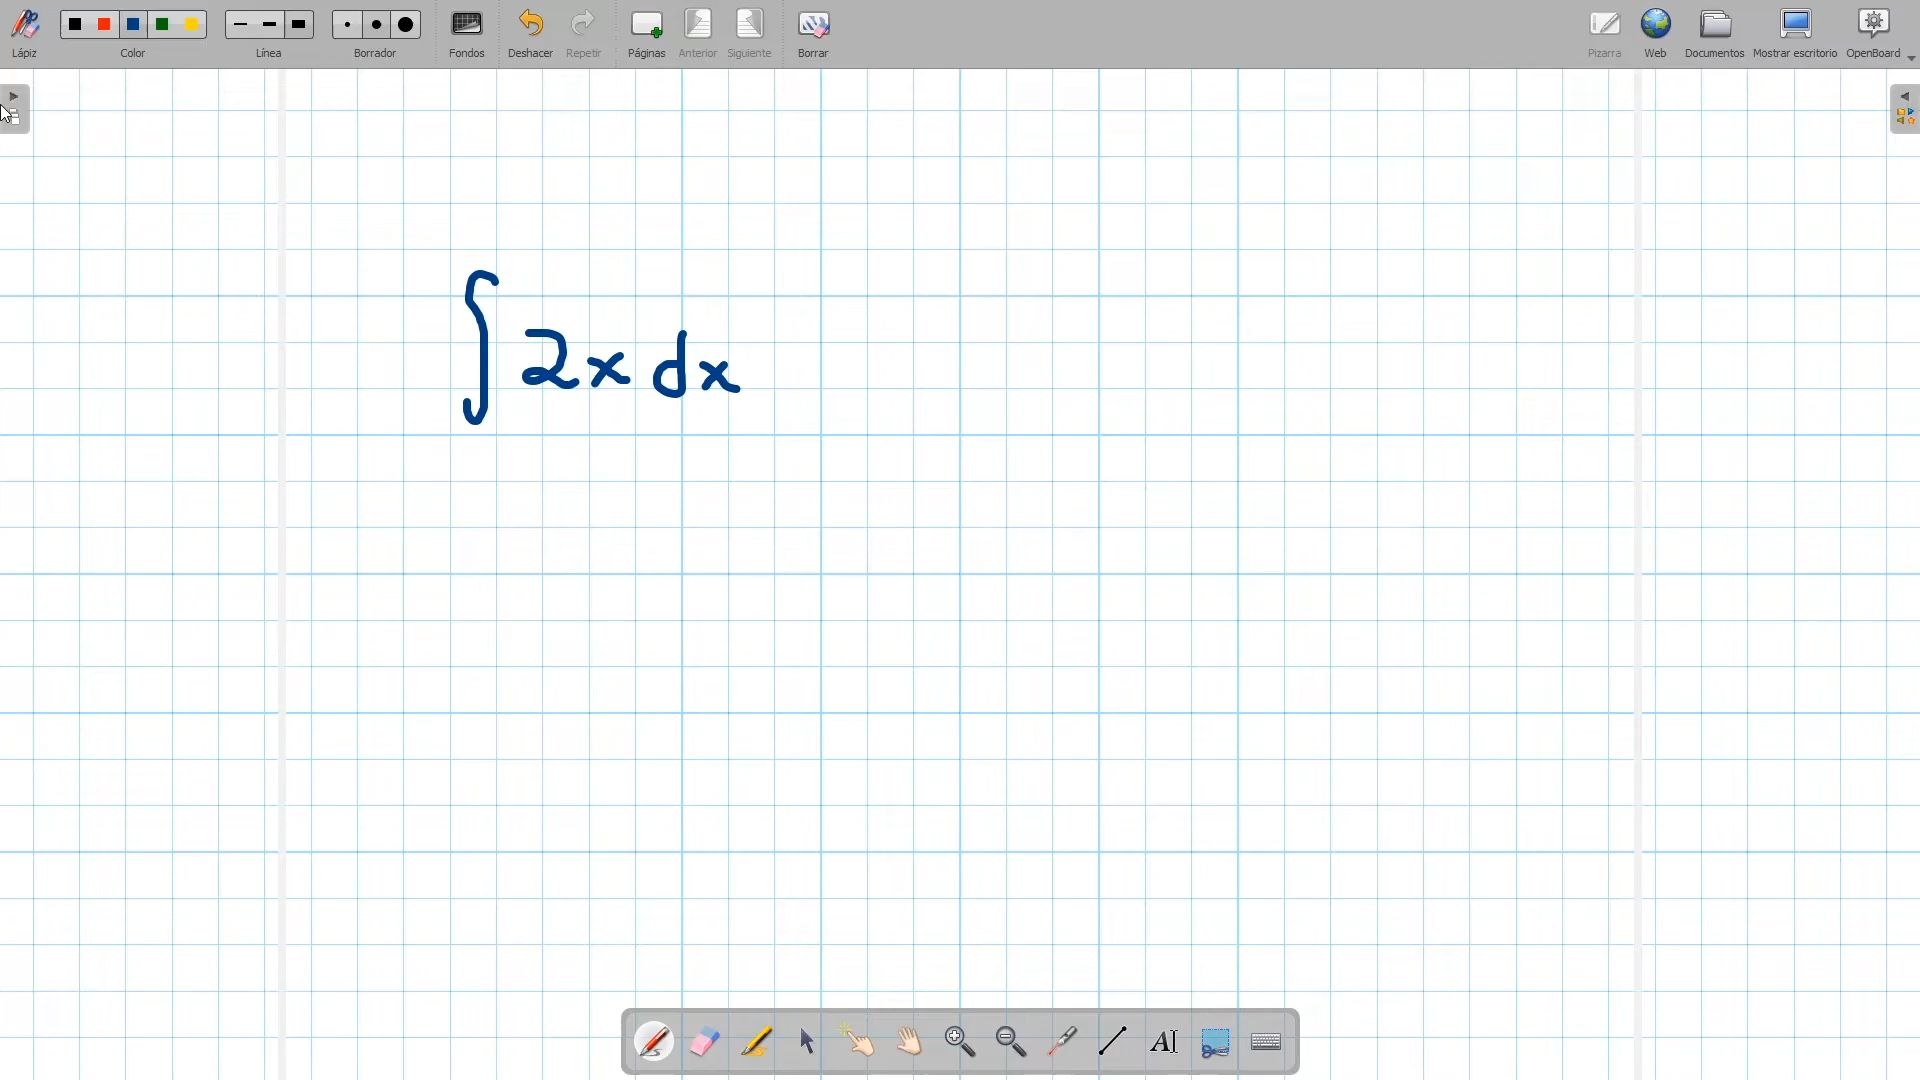 Lápiz
Color
Línea
Borrador
Fondos
Deshacer
Repetir
Páginas
Anterior
Siguiente
Borrar
Pizarra
Web
Documentos
Mostrar escritorio
OpenBoard
∫ 2x dx
AI